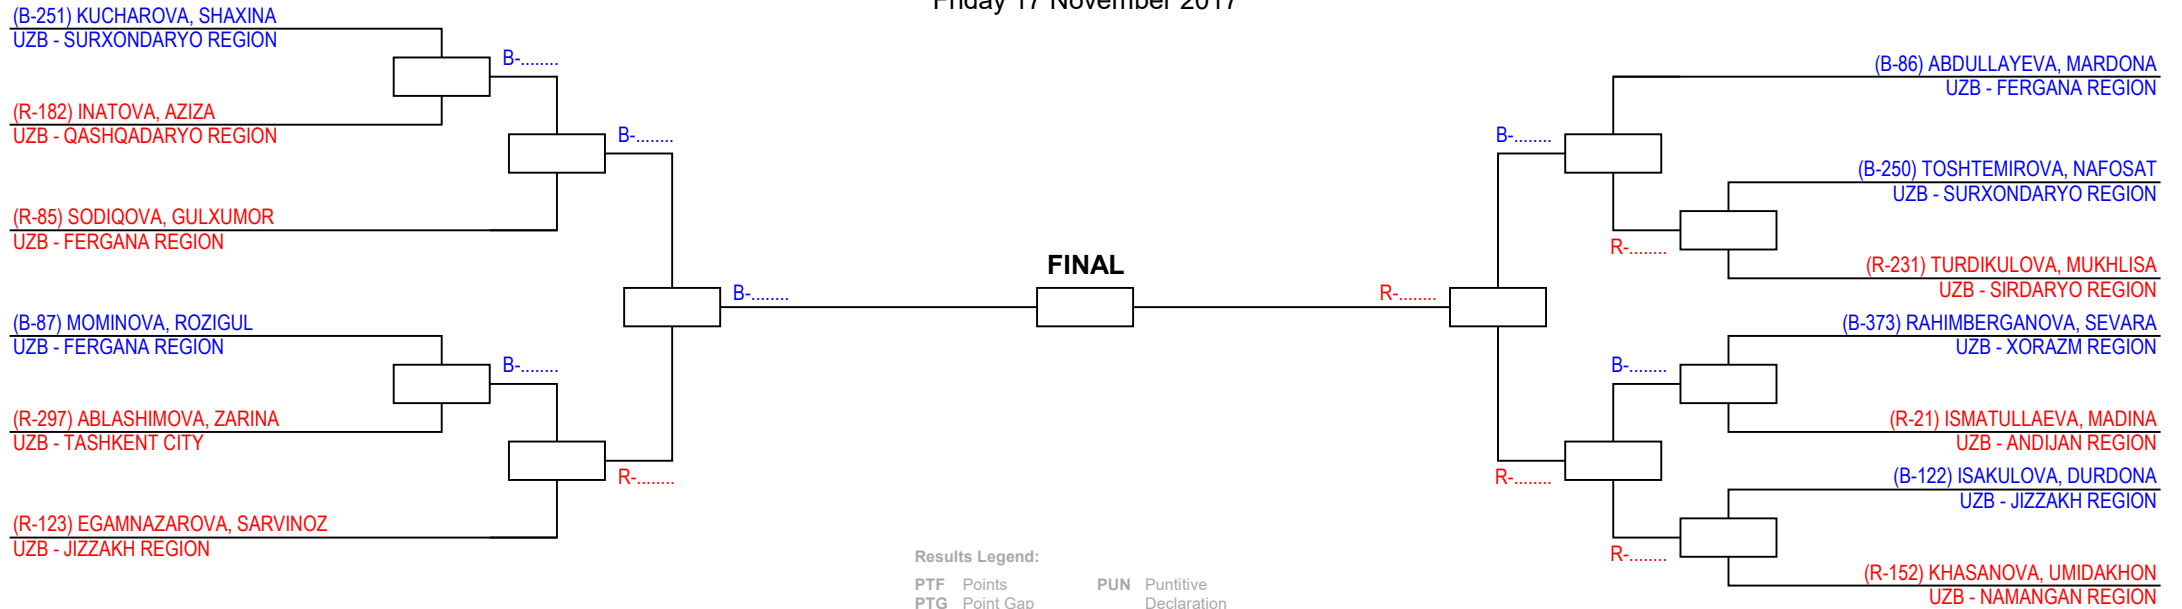 Friday 17 November 2017
(B-251) KUCHAROVA, SHAXINA
UZB - SURXONDARYO REGION
B-........
(R-182) INATOVA, AZIZA
UZB - QASHQADARYO REGION
B-........
(R-85) SODIQOVA, GULXUMOR
UZB - FERGANA REGION
B-........
(B-87) MOMINOVA, ROZIGUL
UZB - FERGANA REGION
B-........
(R-297) ABLASHIMOVA, ZARINA
UZB - TASHKENT CITY
R-........
(R-123) EGAMNAZAROVA, SARVINOZ
UZB - JIZZAKH REGION
FINAL
(B-86) ABDULLAYEVA, MARDONA
UZB - FERGANA REGION
B-........
(B-250) TOSHTEMIROVA, NAFOSAT
UZB - SURXONDARYO REGION
R-........
(R-231) TURDIKULOVA, MUKHLISA
UZB - SIRDARYO REGION
R-........
(B-373) RAHIMBERGANOVA, SEVARA
UZB - XORAZM REGION
B-........
(R-21) ISMATULLAEVA, MADINA
UZB - ANDIJAN REGION
R-........
(B-122) ISAKULOVA, DURDONA
UZB - JIZZAKH REGION
R-........
(R-152) KHASANOVA, UMIDAKHON
UZB - NAMANGAN REGION
Results Legend:
PTF Points PUN Puntitive
PTG Point Gap Declaration